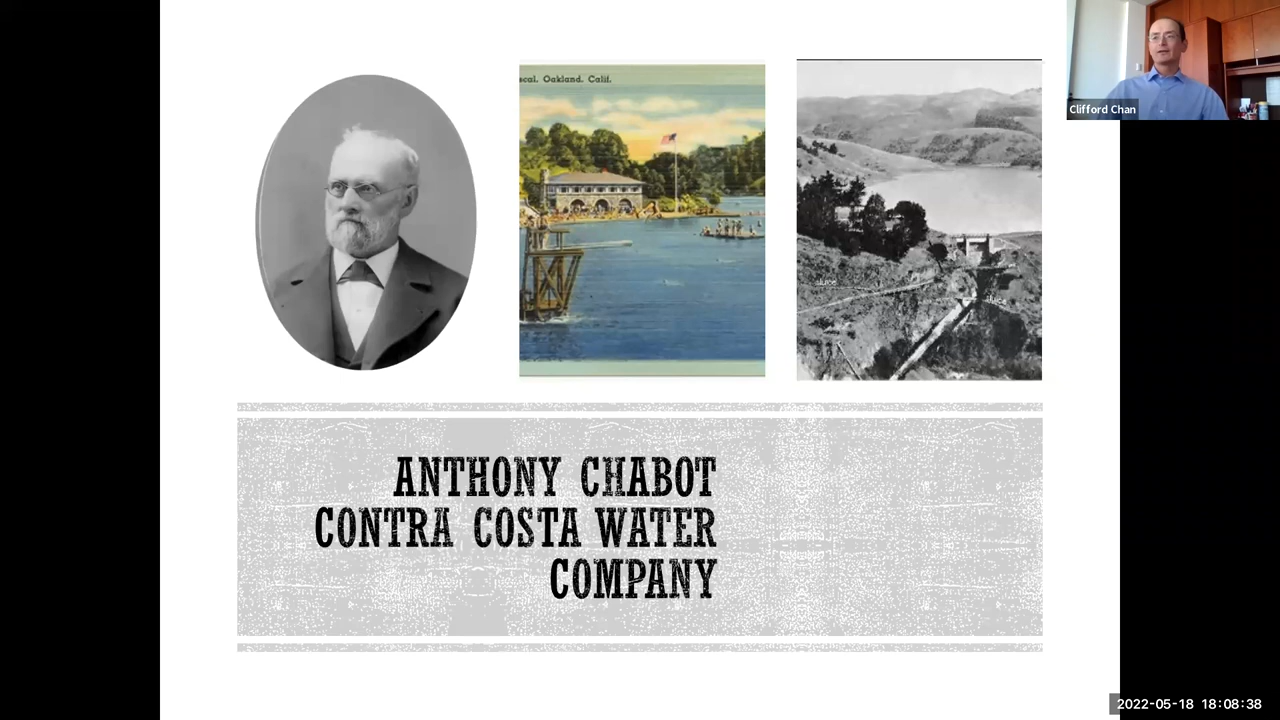 scal, Oakland, Calif.
Clifford Chan
ANTHONY CHABOT
CONTRA COSTA WATER
COMPANY
2022-05-18 18:08:38